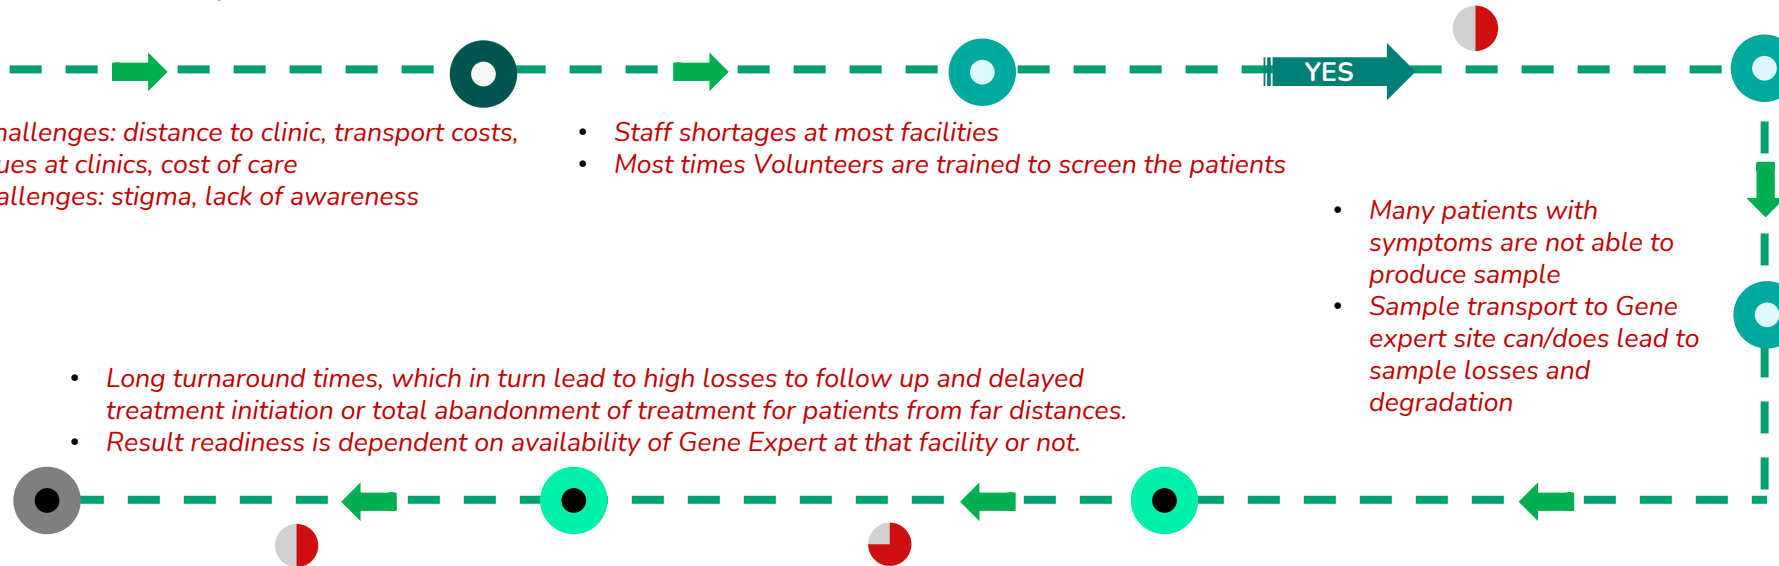 YES
hallenges: distance to clinic, transport costs,
ues at clinics, cost of care
allenges: stigma, lack of awareness
• Staff shortages at most facilities
• Most times Volunteers are trained to screen the patients
• Many patients with
symptoms are not able to
produce sample
• Sample transport to Gene
expert site can/does lead to
sample losses and
degradation
• Long turnaround times, which in turn lead to high losses to follow up and delayed
treatment initiation or total abandonment of treatment for patients from far distances.
• Result readiness is dependent on availability of Gene Expert at that facility or not.